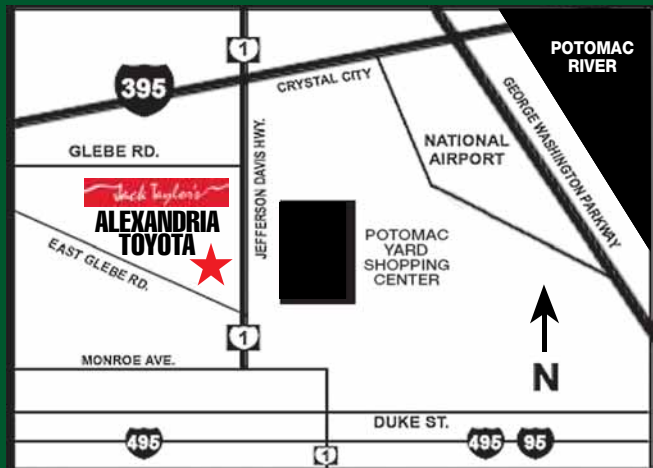 POTOMAC
RIVER
1
395
CRYSTAL CITY
GEORGE WASHINGTON PARKWAY
JEFFERSON DAVIS HWY.
NATIONAL
AIRPORT
GLEBE RD.
Jack Taylor's
ALEXANDRIA
TOYOTA
EAST GLEBE RD.
POTOMAC
YARD
SHOPPING
CENTER
1
MONROE AVE.
N
DUKE ST.
495
1
495
95